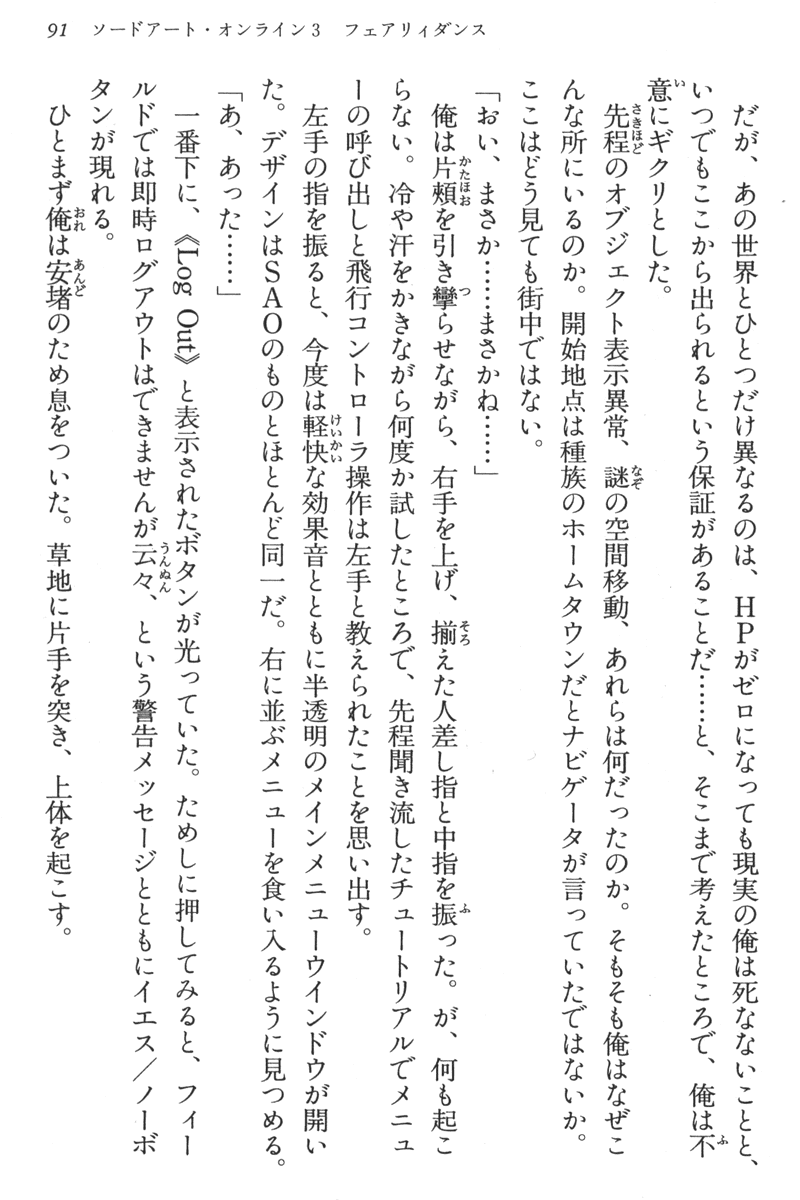 91　ソードアート・オンライン3　フェアリィダンス
　だが、あの世界とひとつだけ異なるのは、HPがゼロになっても現実の俺は死なないことと、
いつでもここから出られるという保証があることだ……と、そこまで考えたところで、俺は不
意にギクリとした。
　先程のオブジェクト表示異常、謎の空間移動、あれらは何だったのか。そもそも俺はなぜこ
んな所にいるのか。開始地点は種族のホームタウンだとナビゲータが言っていたではないか。
ここはどう見ても街中ではない。
「おい、まさか……まさかね……」
　俺は片頰を引き攣らせながら、右手を上げ、揃えた人差し指と中指を振った。が、何も起こ
らない。冷や汗をかきながら何度か試したところで、先程聞き流したチュートリアルでメニュ
ーの呼び出しと飛行コントローラ操作は左手と教えられたことを思い出す。
　左手の指を振ると、今度は軽快な効果音とともに半透明のメインメニューウインドウが開い
た。デザインはSAOのものとほとんど同一だ。右に並ぶメニューを食い入るように見つめる。
「あ、あった……」
　一番下に、《Log Out》と表示されたボタンが光っていた。ためしに押してみると、フィー
ルドでは即時ログアウトはできませんが云々、という警告メッセージとともにイエス／ノーボ
タンが現れる。
　ひとまず俺は安堵のため息をついた。草地に片手を突き、上体を起こす。